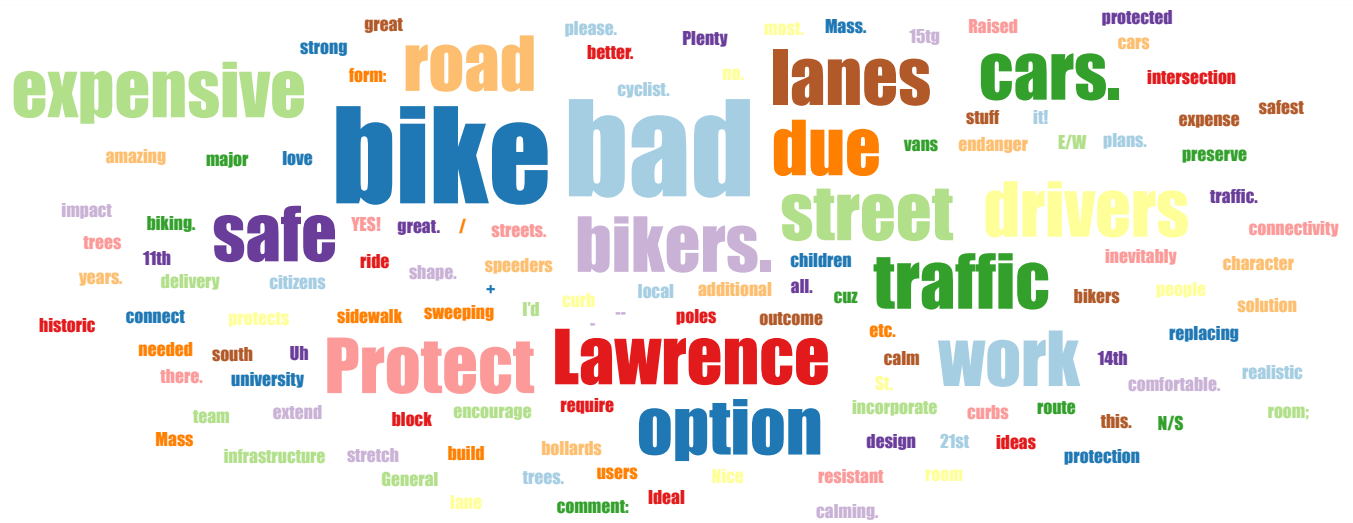 great please. most. Mass. 15tg Raised protected
strong road better. Plenty lanes cars. cars
expensive form: cyclist. no. intersection
bike bad due stuff it! expense safest
amazing major love vans endanger E/W plans. preserve
impact biking. safe YES! great. / streets. bikers. street drivers traffic. connectivity
trees 11th ride shape. speeders children traffic inevitably character
years. delivery citizens + I'd curb local additional all. cuz bikers people solution
historic connect protects sidewalk sweeping - -- poles outcome etc. replacing
needed south Uh Protect Lawrence calm work 14th
there. university St. comfortable. realistic
team extend block encourage require option incorporate curbs route this. N/S room;
Mass infrastructure stretch build bollards design 21st ideas protection
General trees. users Nice resistant room
lane comment: Ideal calming.